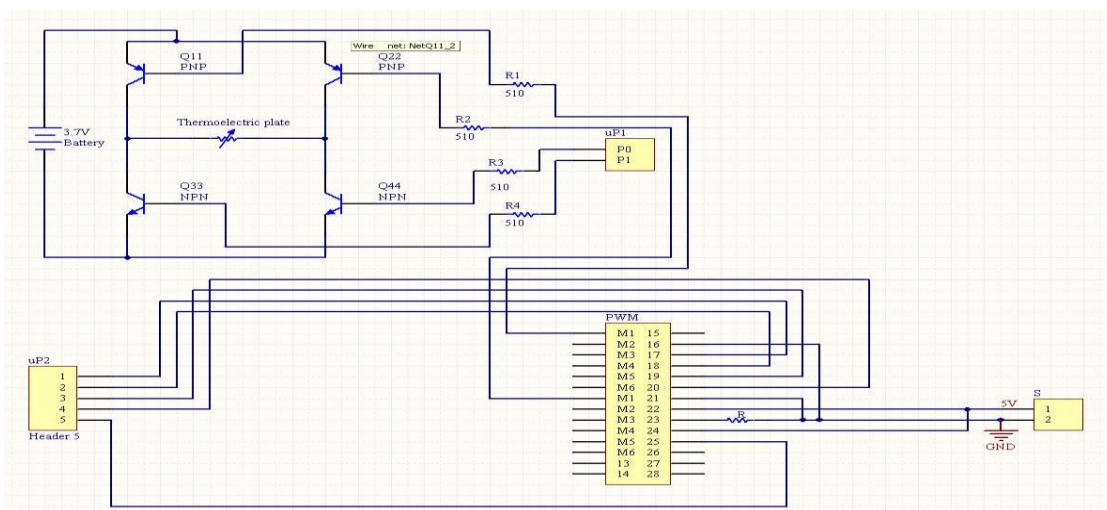 Wire net: NetQ11_2
Q11
PNP
Q22
PNP
R1
510
3.7V
Battery
Thermoelectric plate
R2
510
uP1
P0
P1
R3
510
Q33
NPN
Q44
NPN
R4
510
PWM
M1 15
M2 16
M3 17
M4 18
M5 19
M6 20
M1 21
M2 22
M3 23
M4 24
M5 25
M6 26
13 27
14 28
uP2
1
2
3
4
5
Header 5
R
5V
S
1
2
GND